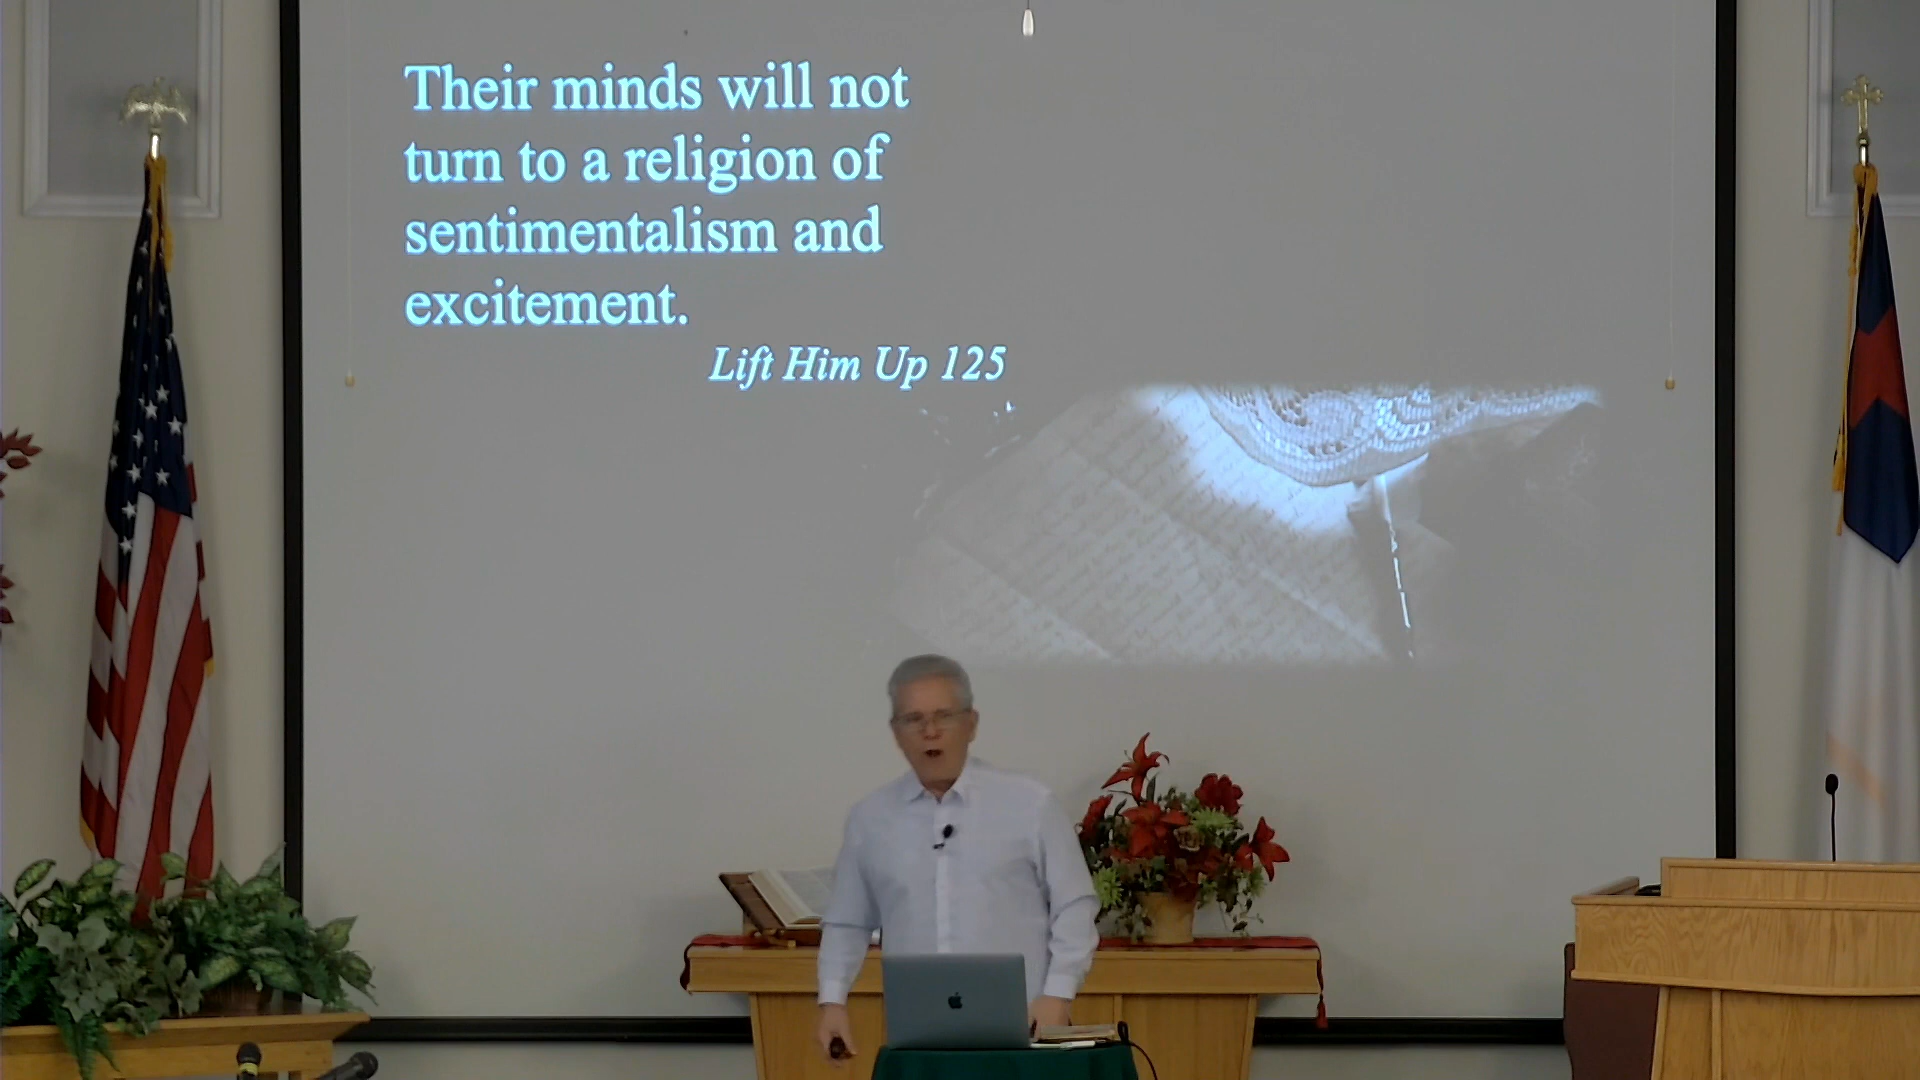 Their minds will not
turn to a religion of
sentimentalism and
excitement.
Lift Him Up 125